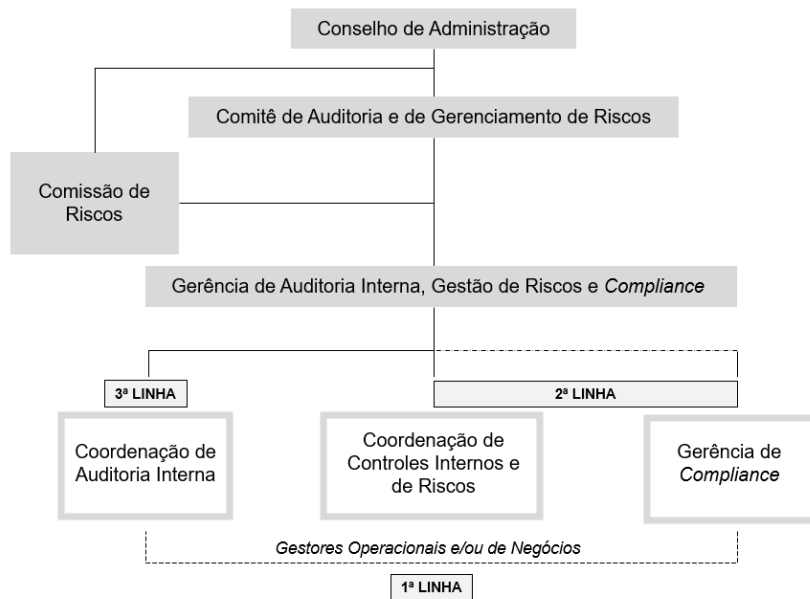 Conselho de Administração
Comitê de Auditoria e de Gerenciamento de Riscos
Comissão de
Riscos
Gerência de Auditoria Interna, Gestão de Riscos e Compliance
3ª LINHA
2ª LINHA
Coordenação de
Auditoria Interna
Coordenação de
Controles Internos e
de Riscos
Gerência de
Compliance
Gestores Operacionais e/ou de Negócios
1ª LINHA